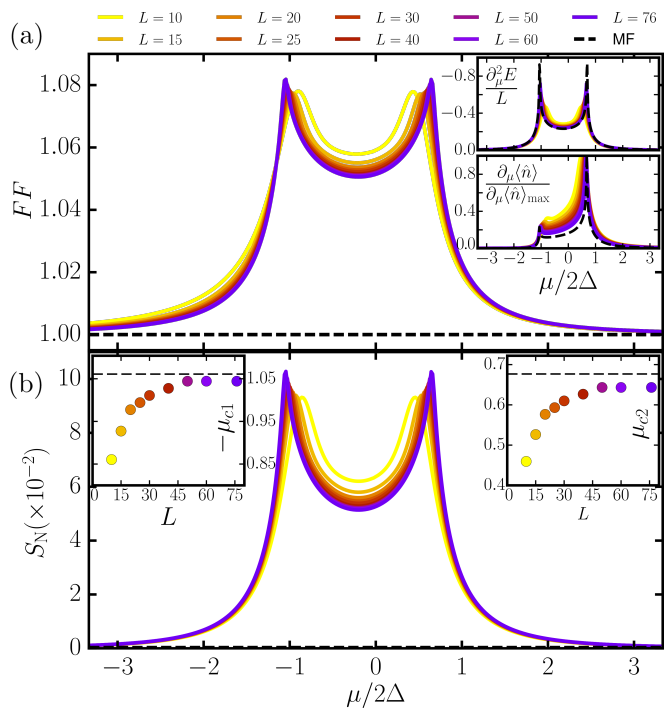 L = 10 L = 20 L = 30 L = 50 L = 76
L = 15 L = 25 L = 40 L = 60 MF
(a)
1.08
1.06
1.04
1.02
1.00
FF
−0.8
−0.4
0.0
∂²_μE / L
0.8
0.4
0.0
∂_μ⟨n̂⟩ / ∂_μ⟨n̂⟩_max
−3 −2 −1 0 1 2 3
μ/2Δ
(b)
10
8
6
4
2
0
S_N(×10⁻²)
1.05
0.95
0.85
−μ_c1
0 15 30 45 60 75
L
0.7
0.6
0.5
0.4
μ_c2
0 15 30 45 60 75
L
−3 −2 −1 0 1 2 3
μ/2Δ